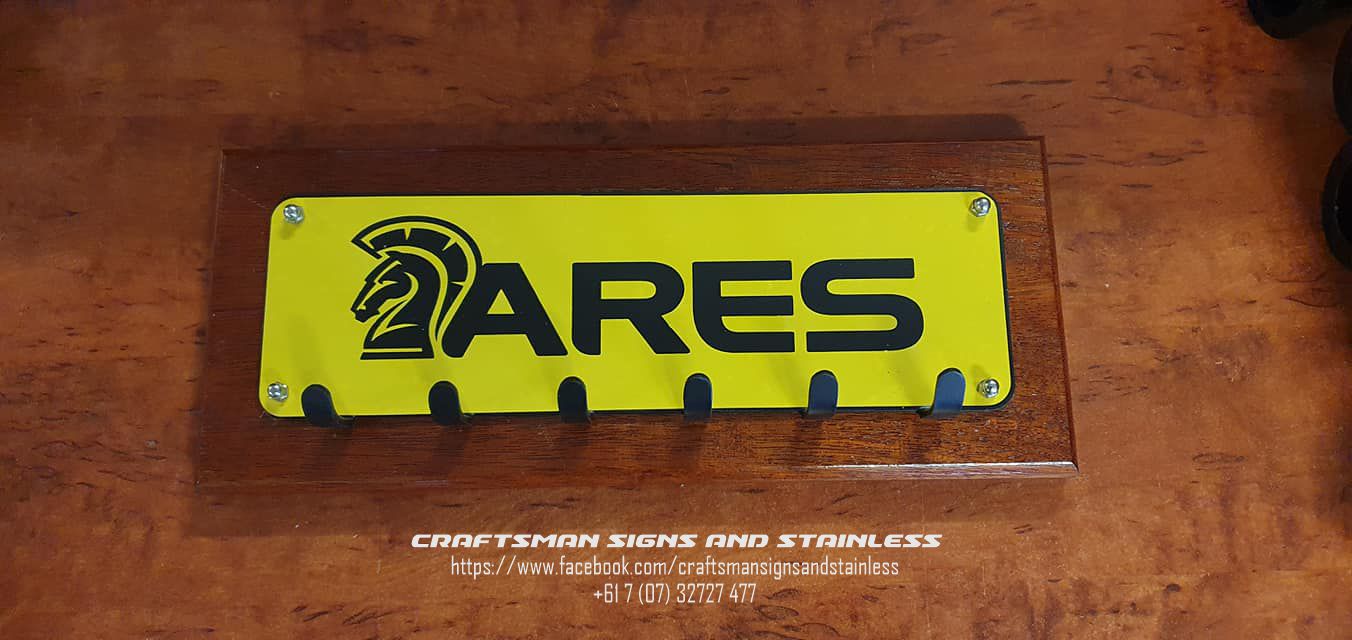 ARES
CRAFTSMAN SIGNS AND STAINLESS
https://www.facebook.com/craftsmansignsandstainless
+61 7 (07) 32727 477